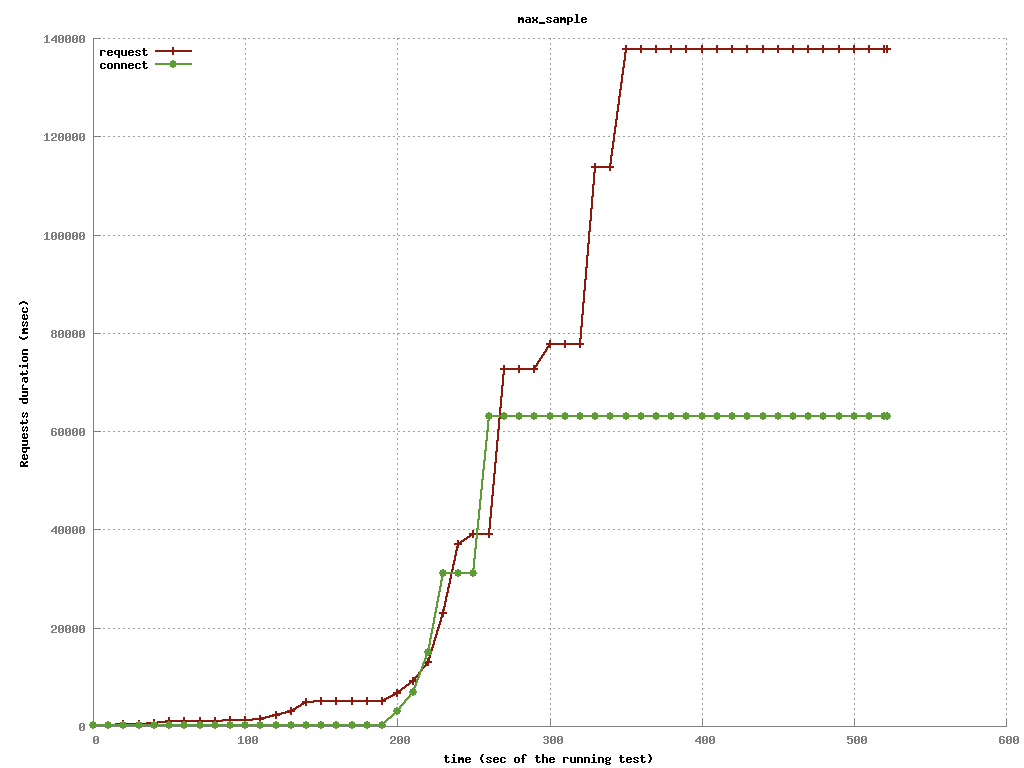 max_sample
140000
request
connect
120000
100000
80000
Requests duration (msec)
60000
40000
20000
0
0 100 200 300 400 500 600
time (sec of the running test)